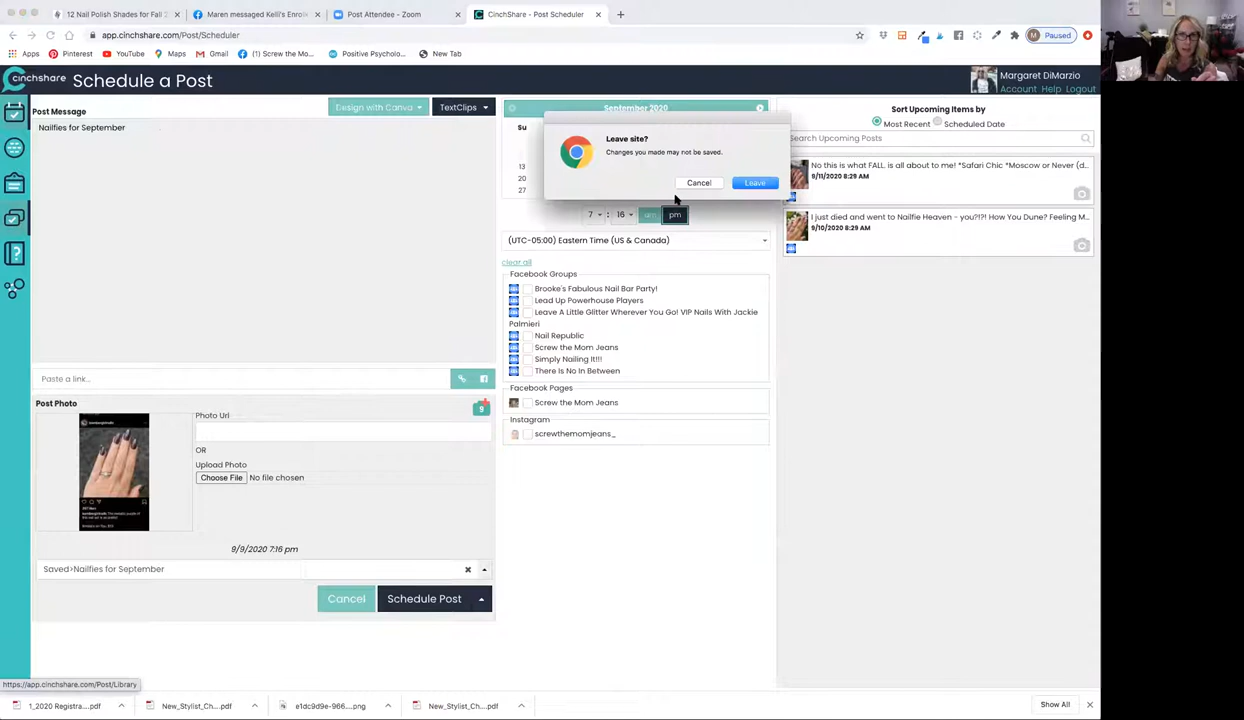 12 Nail Polish Shades for Fall 2
Maren messaged Kelli's Enroll
Post Attendee - Zoom
CinchShare - Post Scheduler
app.cinchshare.com/Post/Scheduler
Paused
Apps
Pinterest
YouTube
Maps
Gmail
(1) Screw the Mo...
Positive Psycholo...
New Tab
cinchshare
Schedule a Post
Margaret DiMarzio
Account Help Logout
Post Message
Design with Canva
TextClips
Nailfies for September
September 2020
Su
13
20
27
Leave site?
Changes you made may not be saved.
Cancel
Leave
7 : 16 am pm
(UTC-05:00) Eastern Time (US & Canada)
clear all
Facebook Groups
Brooke's Fabulous Nail Bar Party!
Lead Up Powerhouse Players
Leave A Little Glitter Wherever You Go! VIP Nails With Jackie
Palmieri
Nail Republic
Screw the Mom Jeans
Simply Nailing It!!!
There Is No In Between
Facebook Pages
Screw the Mom Jeans
Instagram
screwthemomjeans_
Sort Upcoming Items by
Most Recent Scheduled Date
Search Upcoming Posts
No this is what FALL is all about to me! *Safari Chic *Moscow or Never (d...
9/11/2020 8:29 AM
I just died and went to Nailfie Heaven - you?!?! How You Dune? Feeling M...
9/10/2020 8:29 AM
Paste a link...
Post Photo
9
Photo Url
OR
Upload Photo
Choose File No file chosen
9/9/2020 7:16 pm
Saved>Nailfies for September
Cancel
Schedule Post
https://app.cinchshare.com/Post/Library
1_2020 Registra....pdf
New_Stylist_Ch....pdf
e1dc9d9e-966....png
New_Stylist_Ch....pdf
Show All